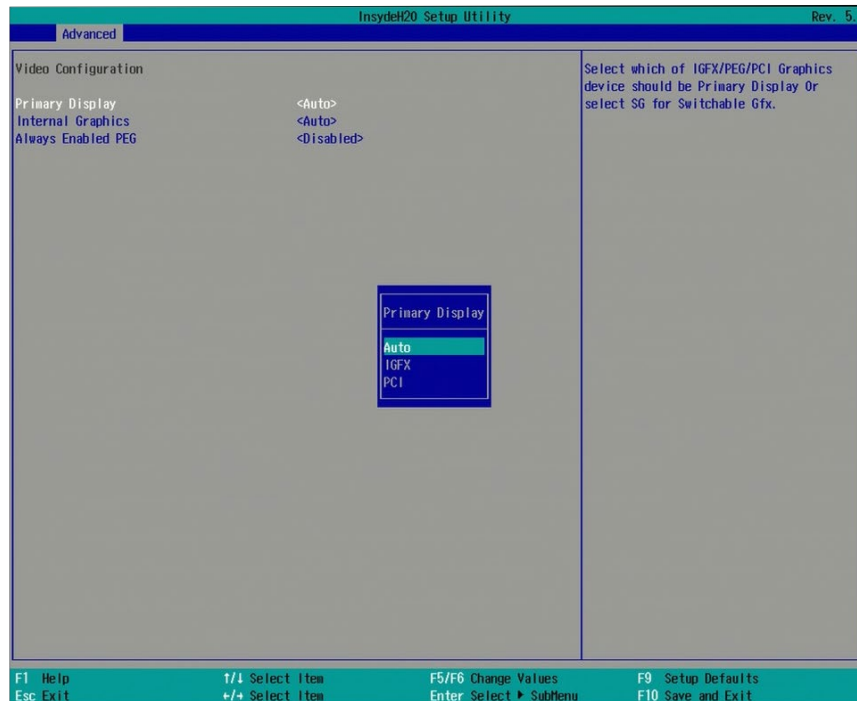 InsydeH2O Setup Utility
Rev. 5.
Advanced
Video Configuration
Primary Display <Auto>
Internal Graphics <Auto>
Always Enabled PEG <Disabled>
Select which of IGFX/PEG/PCI Graphics
device should be Primary Display Or
select SG for Switchable Gfx.
Primary Display
Auto
IGFX
PCI
F1 Help ↑/↓ Select Item F5/F6 Change Values F9 Setup Defaults
Esc Exit ←/→ Select Item Enter Select ▶ SubMenu F10 Save and Exit